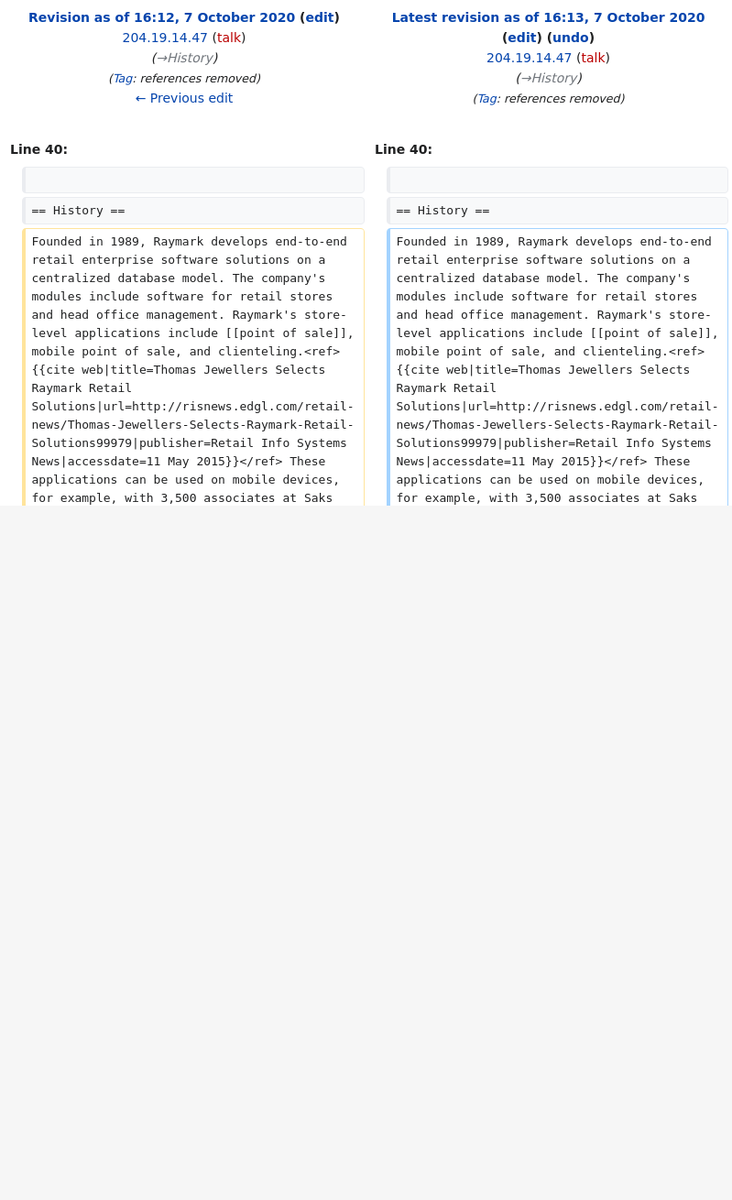 Revision as of 16:12, 7 October 2020 (edit)
204.19.14.47 (talk)
(→History)
(Tag: references removed)
← Previous edit
Latest revision as of 16:13, 7 October 2020
(edit) (undo)
204.19.14.47 (talk)
(→History)
(Tag: references removed)
Line 40:
Line 40:
== History ==
== History ==
Founded in 1989, Raymark develops end-to-end
retail enterprise software solutions on a
centralized database model. The company's
modules include software for retail stores
and head office management. Raymark's store-
level applications include [[point of sale]],
mobile point of sale, and clienteling.<ref>
{{cite web|title=Thomas Jewellers Selects
Raymark Retail
Solutions|url=http://risnews.edgl.com/retail-
news/Thomas-Jewellers-Selects-Raymark-Retail-
Solutions99979|publisher=Retail Info Systems
News|accessdate=11 May 2015}}</ref> These
applications can be used on mobile devices,
for example, with 3,500 associates at Saks
Founded in 1989, Raymark develops end-to-end
retail enterprise software solutions on a
centralized database model. The company's
modules include software for retail stores
and head office management. Raymark's store-
level applications include [[point of sale]],
mobile point of sale, and clienteling.<ref>
{{cite web|title=Thomas Jewellers Selects
Raymark Retail
Solutions|url=http://risnews.edgl.com/retail-
news/Thomas-Jewellers-Selects-Raymark-Retail-
Solutions99979|publisher=Retail Info Systems
News|accessdate=11 May 2015}}</ref> These
applications can be used on mobile devices,
for example, with 3,500 associates at Saks